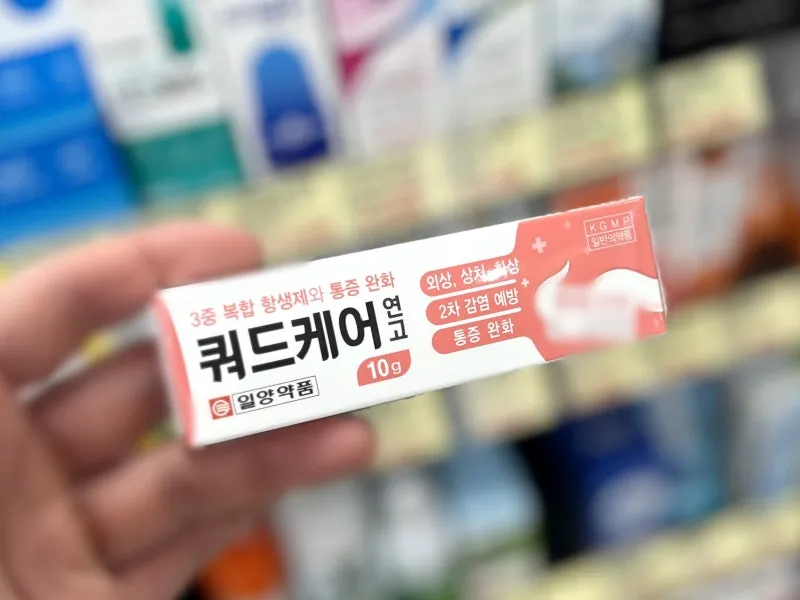 3중 복합 항생제와 통증 완화
쿼드케어 연고
10g
일양약품
외상, 상처, 화상
2차 감염 예방
통증 완화
KGMP
일반의약품